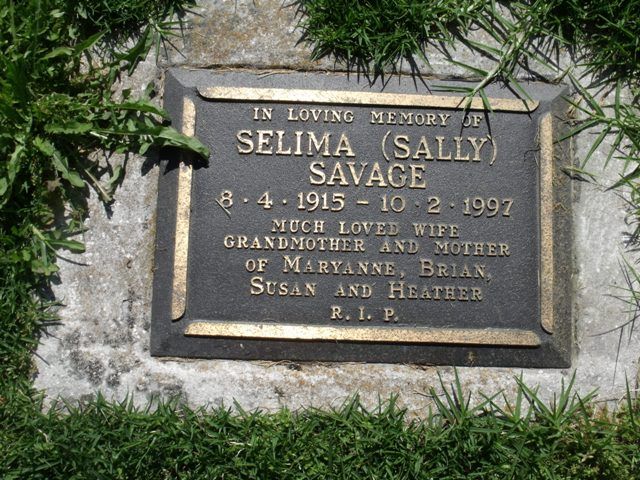 IN LOVING MEMORY OF
SELIMA (SALLY)
SAVAGE
8·4·1915 - 10·2·1997
MUCH LOVED WIFE
GRANDMOTHER AND MOTHER
OF MARYANNE, BRIAN,
SUSAN AND HEATHER
R.I.P.